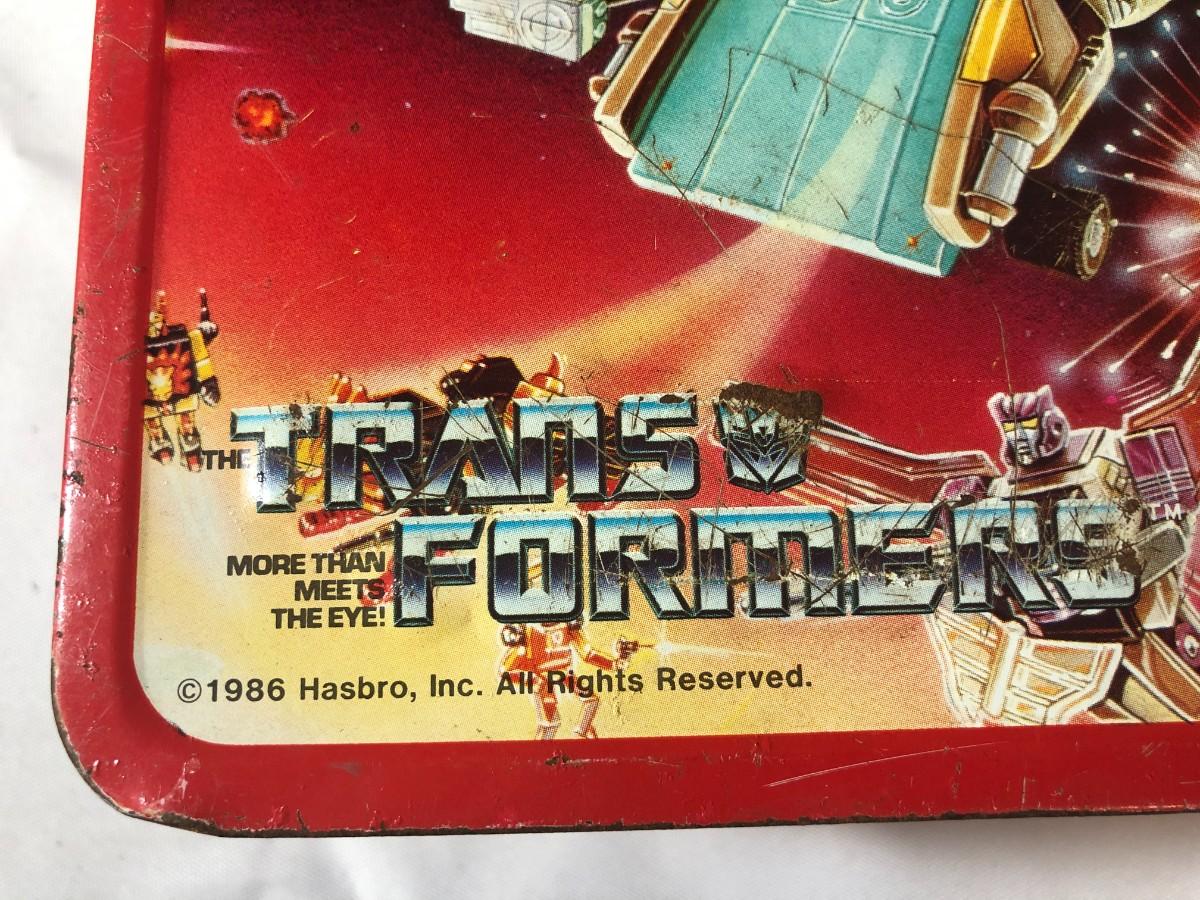 THE TRANSFORMERS
TM
MORE THAN
MEETS
THE EYE!
©1986 Hasbro, Inc. All Rights Reserved.